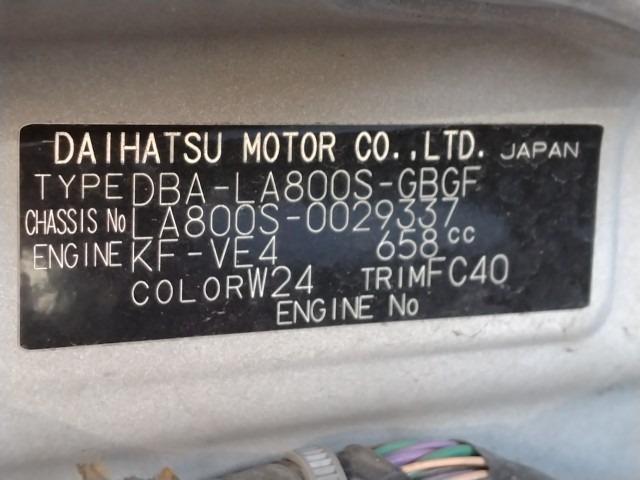 DAIHATSU MOTOR CO.,LTD. JAPAN
TYPE DBA-LA800S-GBGF
CHASSIS No LA800S-0029337
ENGINE KF-VE4 658cc
COLOR W24 TRIM FC40
ENGINE No